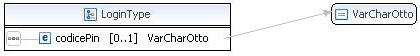 LoginType
VarCharOtto
e codicePin [0..1] VarCharOtto